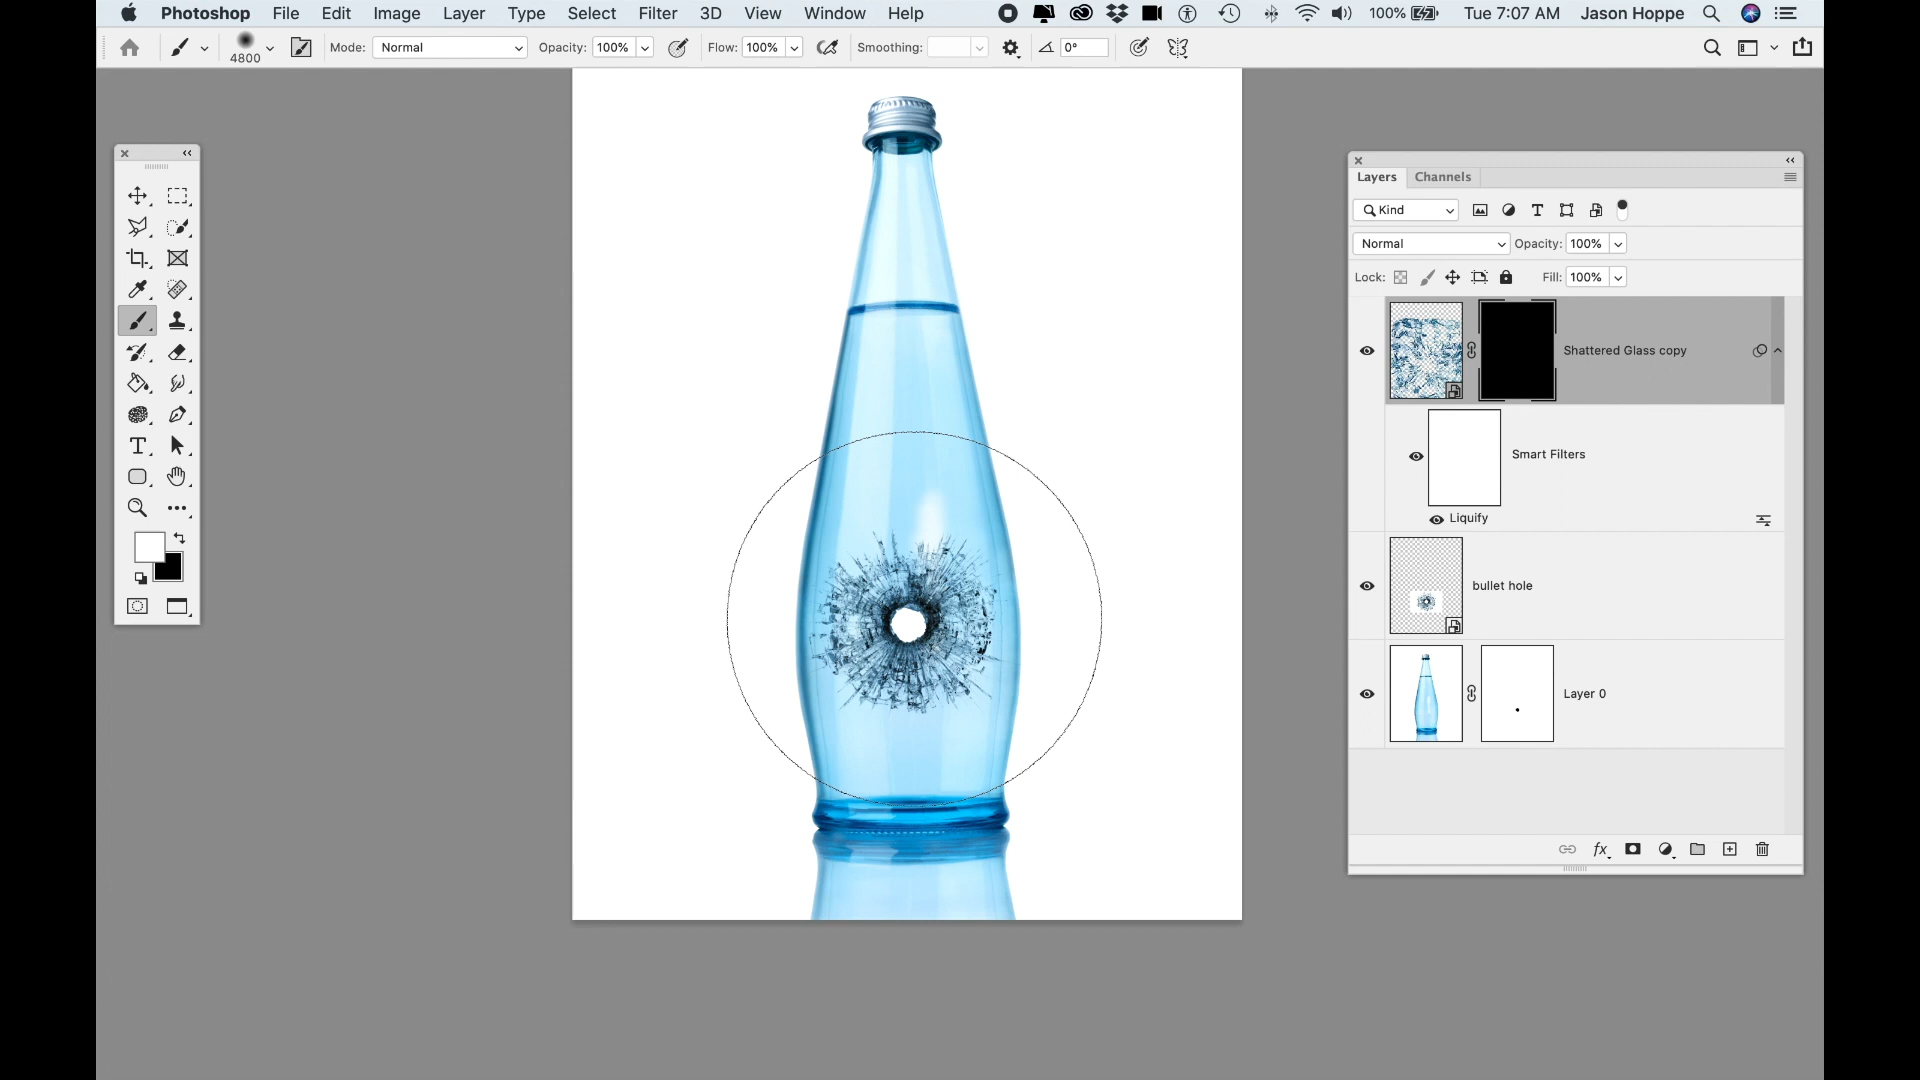 Photoshop File Edit Image Layer Type Select Filter 3D View Window Help 100% Tue 7:07 AM Jason Hoppe
4800 Mode: Normal Opacity: 100% Flow: 100% Smoothing: 0°
Layers Channels
Kind
Normal Opacity: 100%
Lock: Fill: 100%
Shattered Glass copy
Smart Filters
Liquify
bullet hole
Layer 0
fx